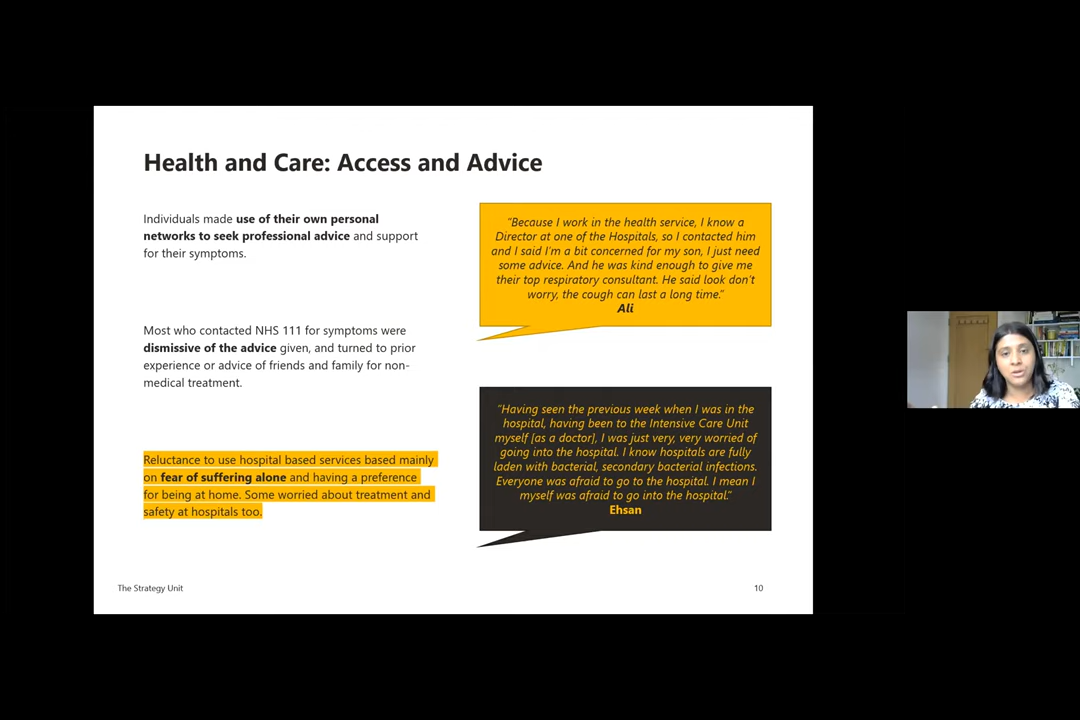 Health and Care: Access and Advice
Individuals made use of their own personal
networks to seek professional advice and support
for their symptoms.
"Because I work in the health service, I know a
Director at one of the Hospitals, so I contacted him
and I said I'm a bit concerned for my son, I just need
some advice. And he was kind enough to give me
their top respiratory consultant. He said look don't
worry, the cough can last a long time."
Ali
Most who contacted NHS 111 for symptoms were
dismissive of the advice given, and turned to prior
experience or advice of friends and family for non-
medical treatment.
"Having seen the previous week when I was in the
hospital, having been to the Intensive Care Unit
myself [as a doctor], I was just very, very worried of
going into the hospital. I know hospitals are fully
laden with bacterial, secondary bacterial infections.
Everyone was afraid to go to the hospital. I mean I
myself was afraid to go into the hospital."
Ehsan
Reluctance to use hospital based services based mainly
on fear of suffering alone and having a preference
for being at home. Some worried about treatment and
safety at hospitals too.
The Strategy Unit
10